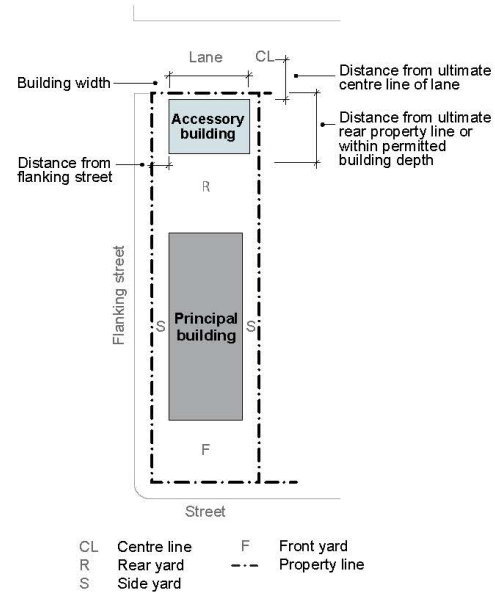 Lane
CL
Building width
Distance from ultimate
centre line of lane
Accessory
building
Distance from ultimate
rear property line or
within permitted
building depth
Distance from
flanking street
R
Flanking street
S
Principal
building
S
F
Street
CL Centre line
R Rear yard
S Side yard
F Front yard
Property line